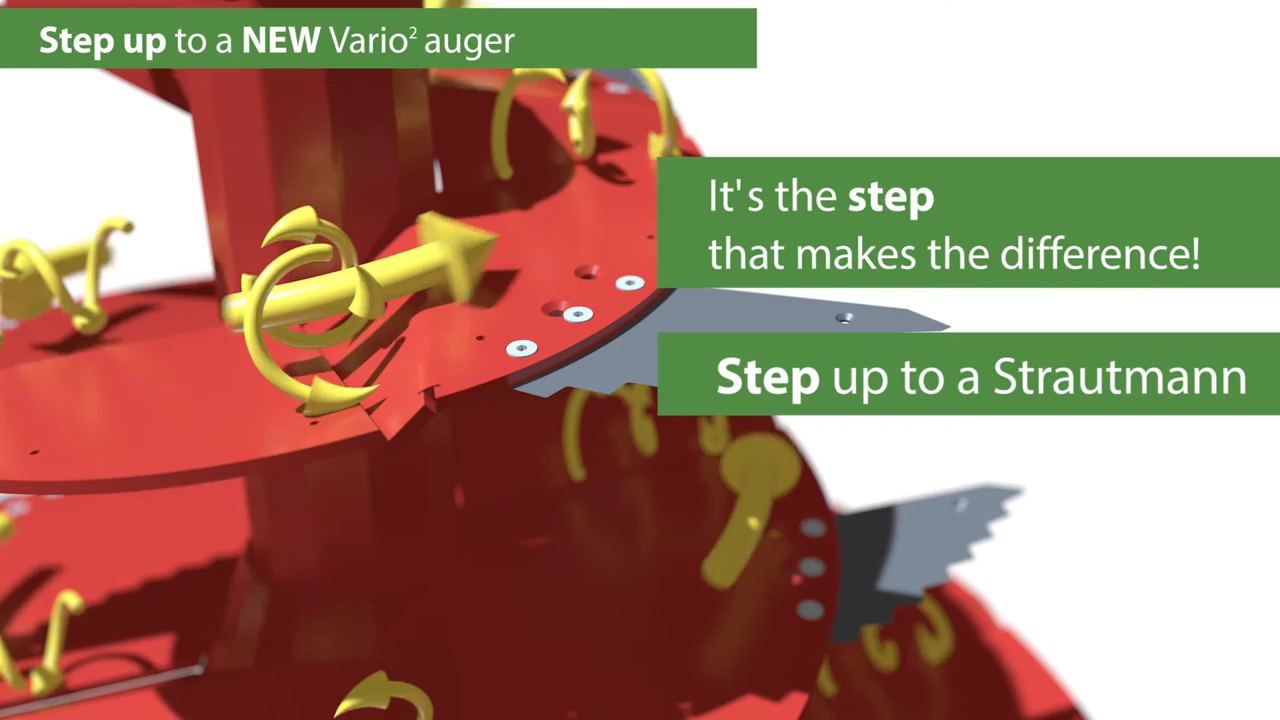 Step up to a NEW Vario² auger
It's the step
that makes the difference!
Step up to a Strautmann